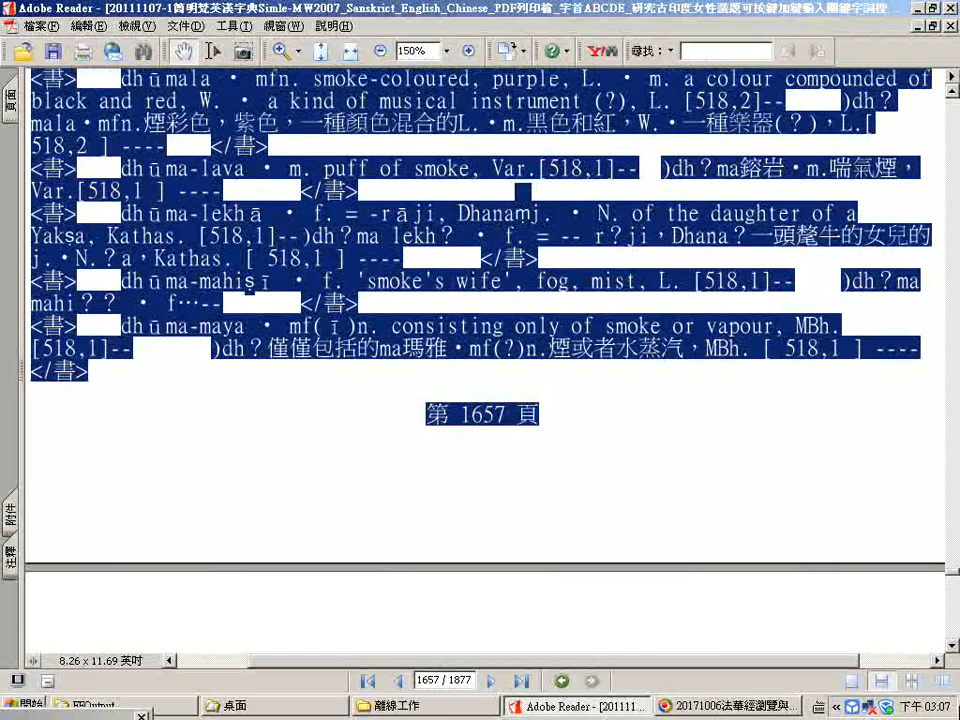 Adobe Reader - [20111107-1簡明梵英漢字典Simle-MW2007_Sanskrict_English_Chinese_PDF列印檔_字首ABCDE_研究古印度女性議題可按鍵加鍵輸入關鍵字詞搜
檔案(F) 編輯(E) 檢視(V) 文件(D) 工具(T) 視窗(W) 說明(H)
150% 尋找：
頁面
<書> dhūmala ‧ mfn. smoke-coloured, purple, L. ‧ m. a colour compounded of
black and red, W. ‧ a kind of musical instrument (?), L. [518,2]-- )dh？
mala‧mfn.煙彩色，紫色，一種顏色混合的L.‧m.黑色和紅，W.‧一種樂器(？)，L.[
518,2 ] ---- </書>
<書> dhūma-lava ‧ m. puff of smoke, Var.[518,1]-- )dh？ma鎔岩‧m.喘氣煙，
Var.[518,1 ] ---- </書>
<書> dhūma-lekhā ‧ f. = -rāji, Dhanaṃj. ‧ N. of the daughter of a
Yakṣa, Kathas. [518,1]--)dh？ma lekh？ ‧ f. = -- r？ji，Dhana？一頭氂牛的女兒的
j.‧N.？a，Kathas. [ 518,1 ] ---- </書>
<書> dhūma-mahiṣī ‧ f. 'smoke's wife', fog, mist, L. [518,1]-- )dh？ma
mahi？？ ‧ f…-- </書>
<書> dhūma-maya ‧ mf(ī)n. consisting only of smoke or vapour, MBh.
[518,1]-- )dh？僅僅包括的ma瑪雅‧mf(?)n.煙或者水蒸汽，MBh. [ 518,1 ] ----
</書>
第 1657 頁
附件
注釋
8.26 x 11.69 英吋
1657 / 1877
開始 FFOutput 桌面 離線工作 Adobe Reader - [201111... 20171006法華經瀏覽與... 下午 03:07